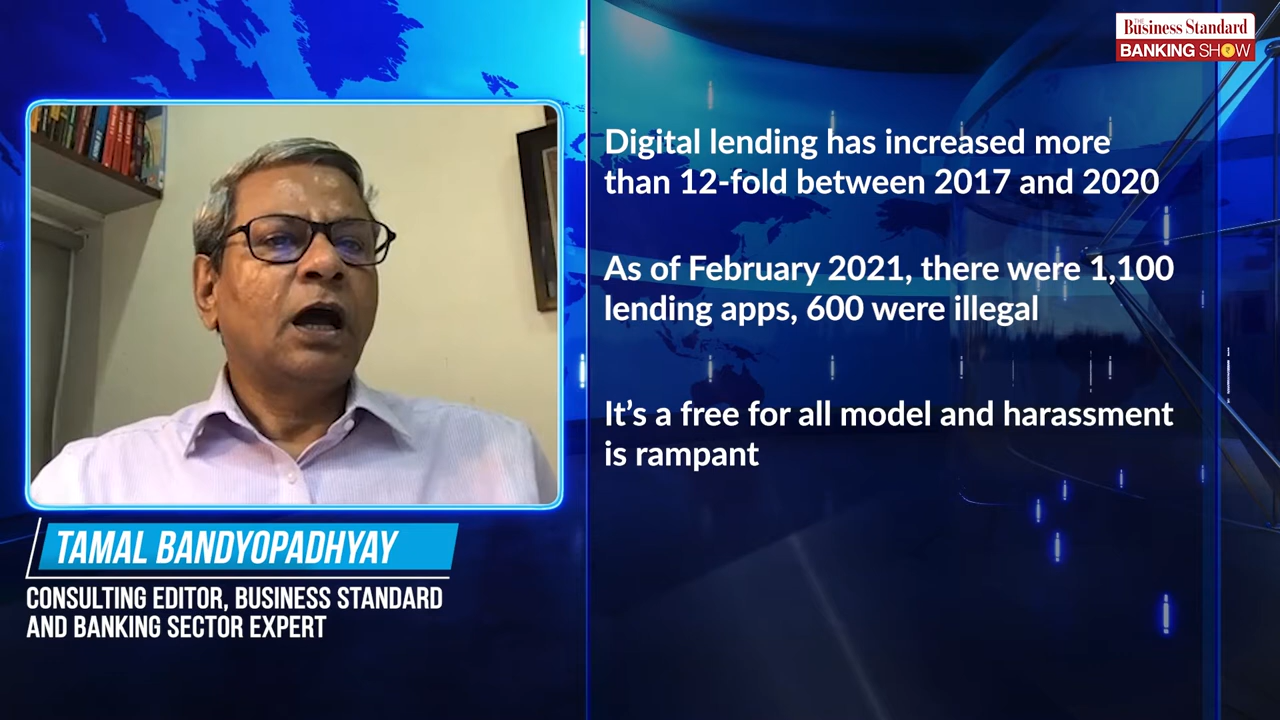 THE
Business Standard
BANKING SHOW
Digital lending has increased more
than 12-fold between 2017 and 2020
As of February 2021, there were 1,100
lending apps, 600 were illegal
It's a free for all model and harassment
is rampant
TAMAL BANDYOPADHYAY
CONSULTING EDITOR, BUSINESS STANDARD
AND BANKING SECTOR EXPERT